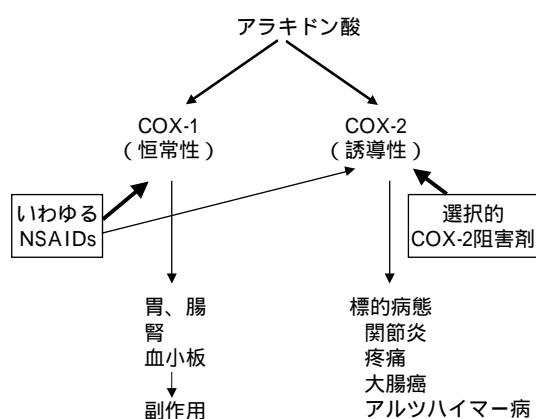 アラキドン酸
COX-1
（恒常性）
COX-2
（誘導性）
いわゆる
NSAIDs
選択的
COX-2阻害剤
胃、腸
腎
血小板
副作用
標的病態
関節炎
疼痛
大腸癌
アルツハイマー病